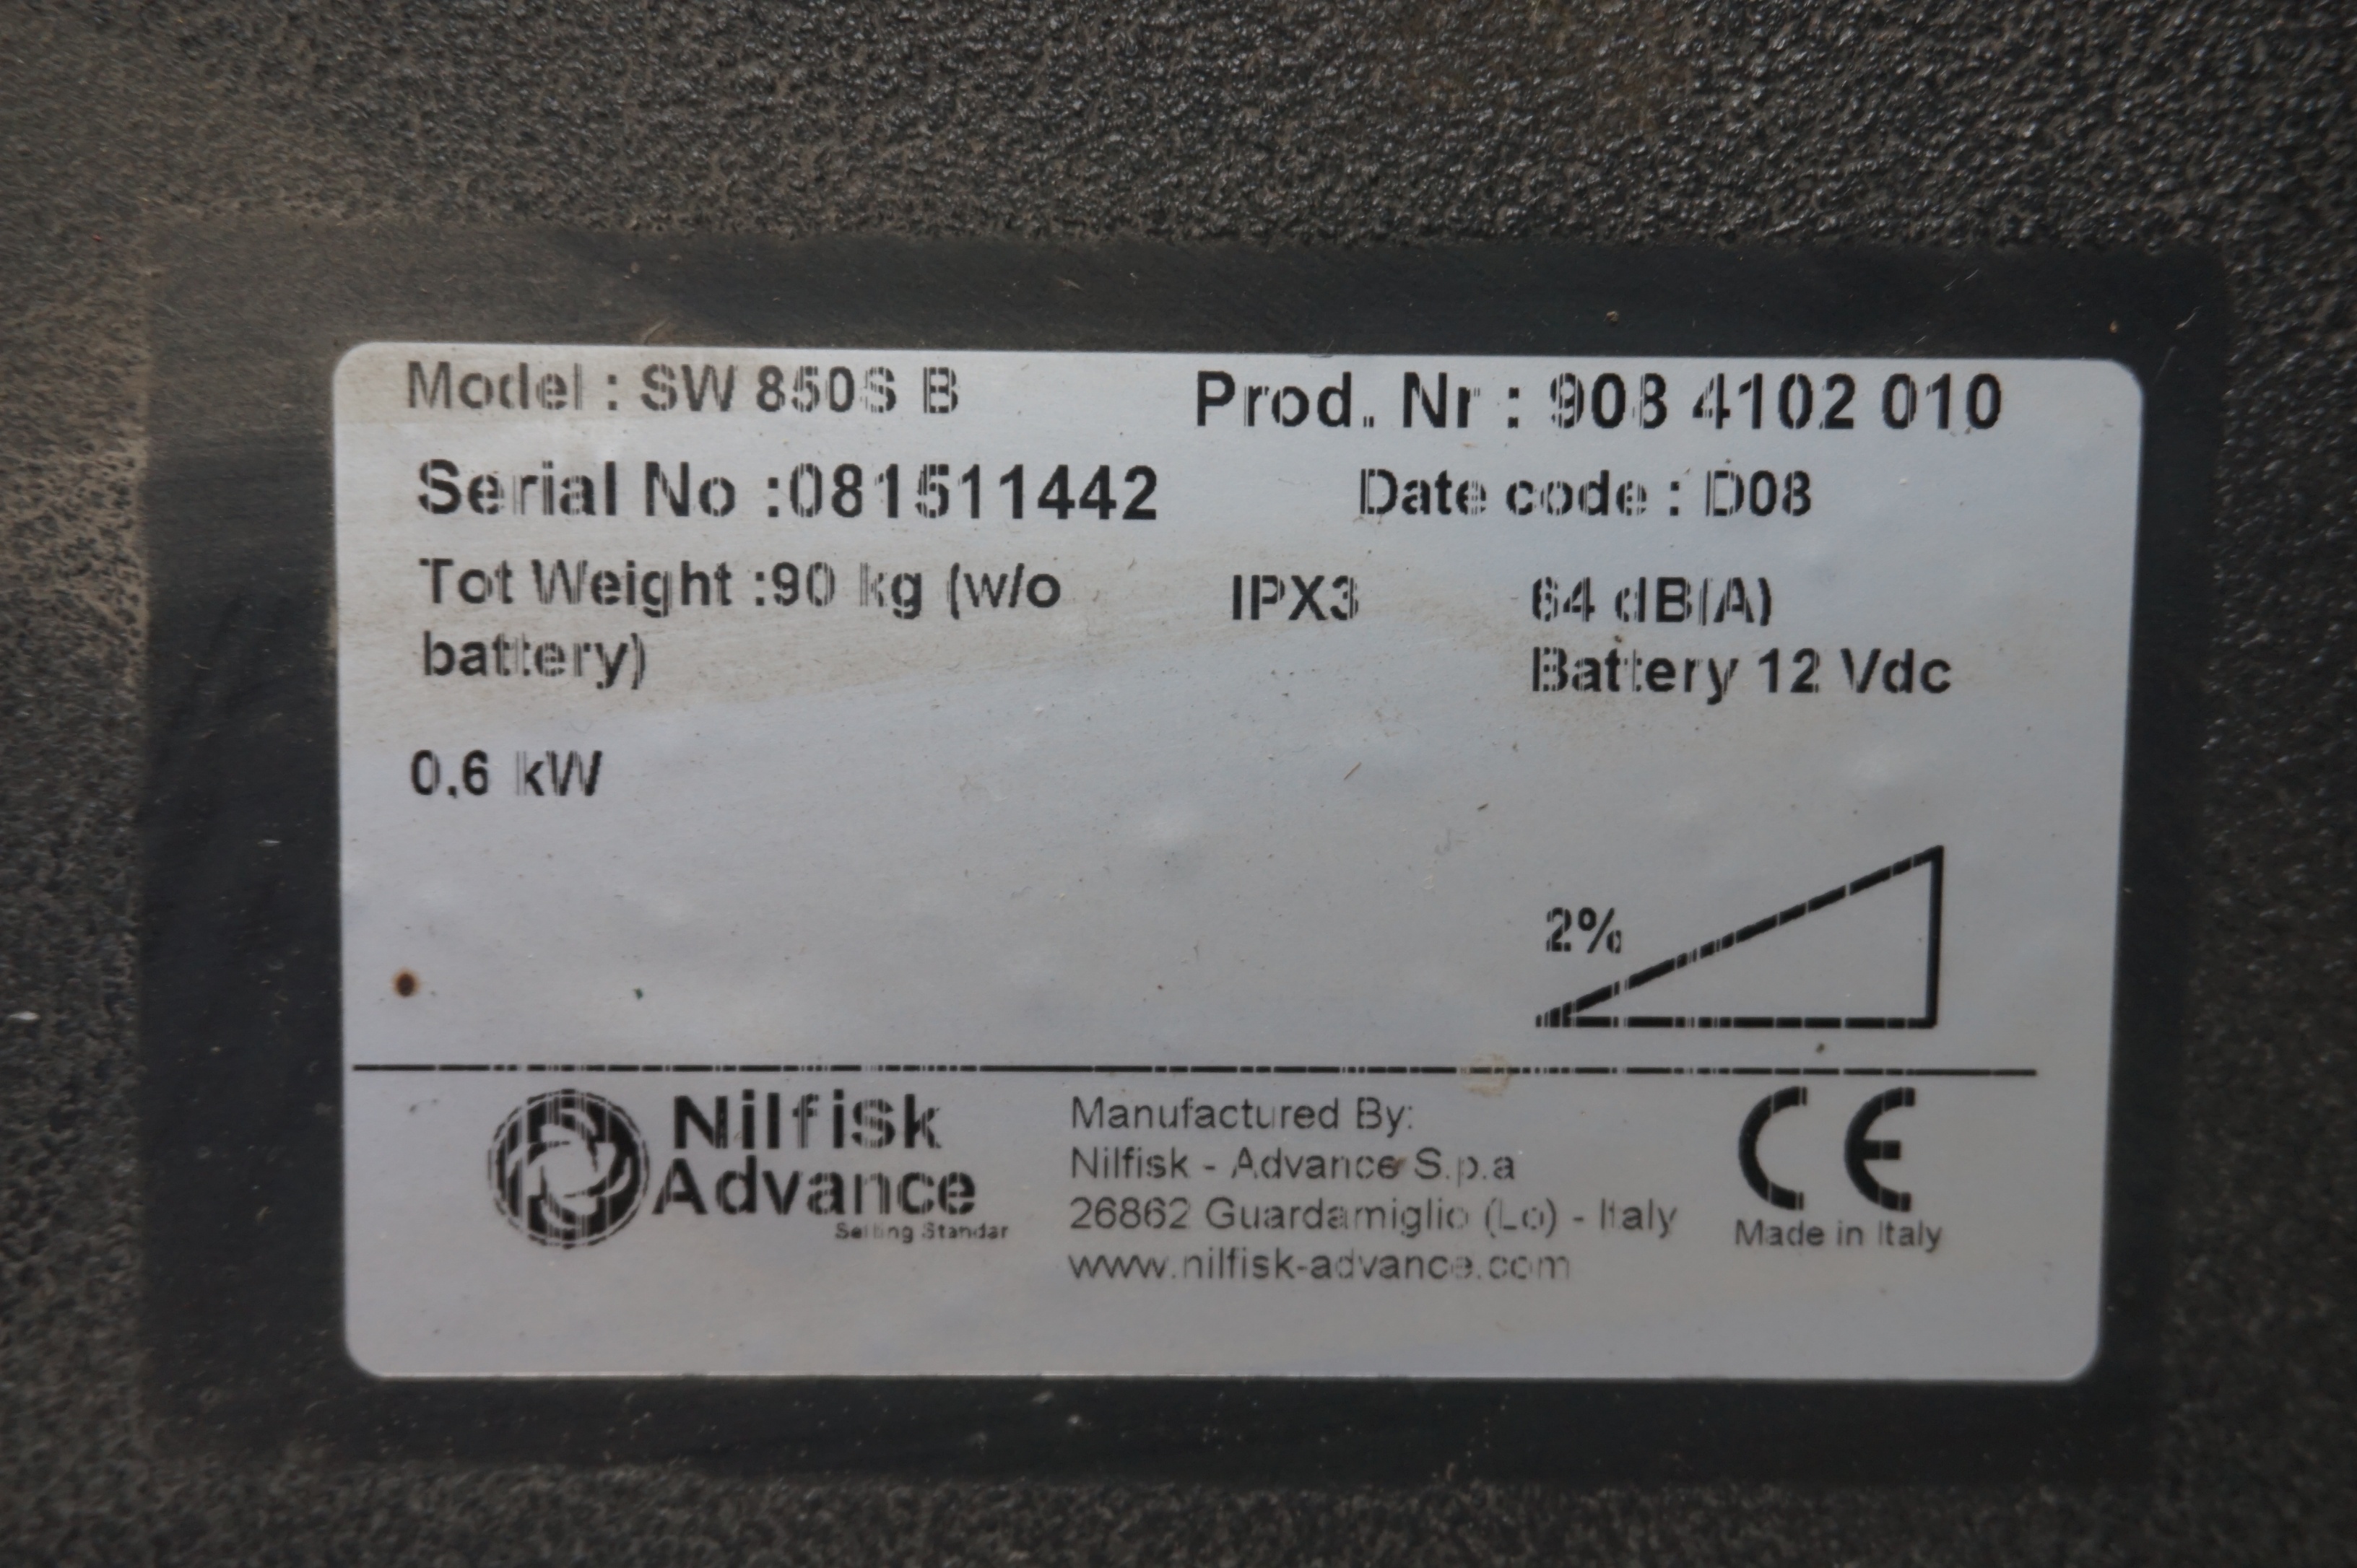 Model : SW 850S B Prod. Nr : 908 4102 010
Serial No :081511442 Date code : D08
Tot Weight :90 kg (w/o
battery)
IPX3 64 dB(A)
Battery 12 Vdc
0.6 kW
2%
Nilfisk
Advance
Setting Standar
Manufactured By:
Nilfisk - Advance S.p.a
26862 Guardamiglio (Lo) - Italy
www.nilfisk-advance.com
CE
Made in Italy